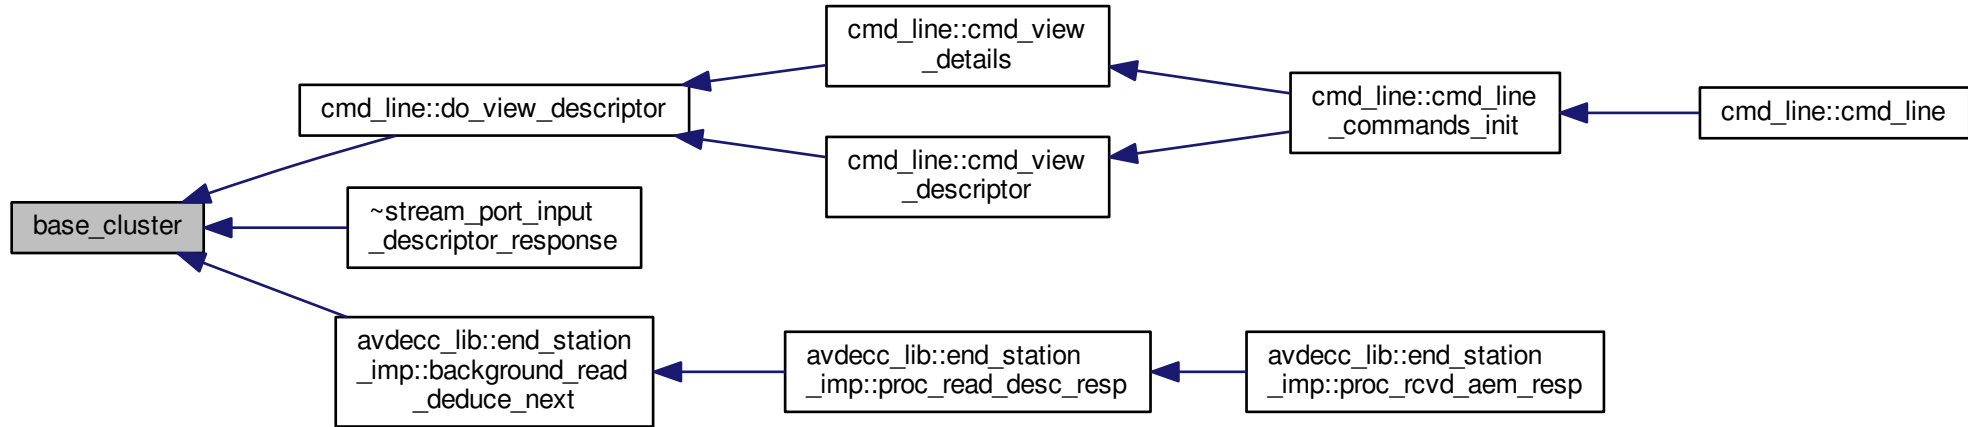 base_cluster
cmd_line::do_view_descriptor
~stream_port_input
_descriptor_response
avdecc_lib::end_station
_imp::background_read
_deduce_next
cmd_line::cmd_view
_details
cmd_line::cmd_view
_descriptor
avdecc_lib::end_station
_imp::proc_read_desc_resp
cmd_line::cmd_line
_commands_init
avdecc_lib::end_station
_imp::proc_rcvd_aem_resp
cmd_line::cmd_line